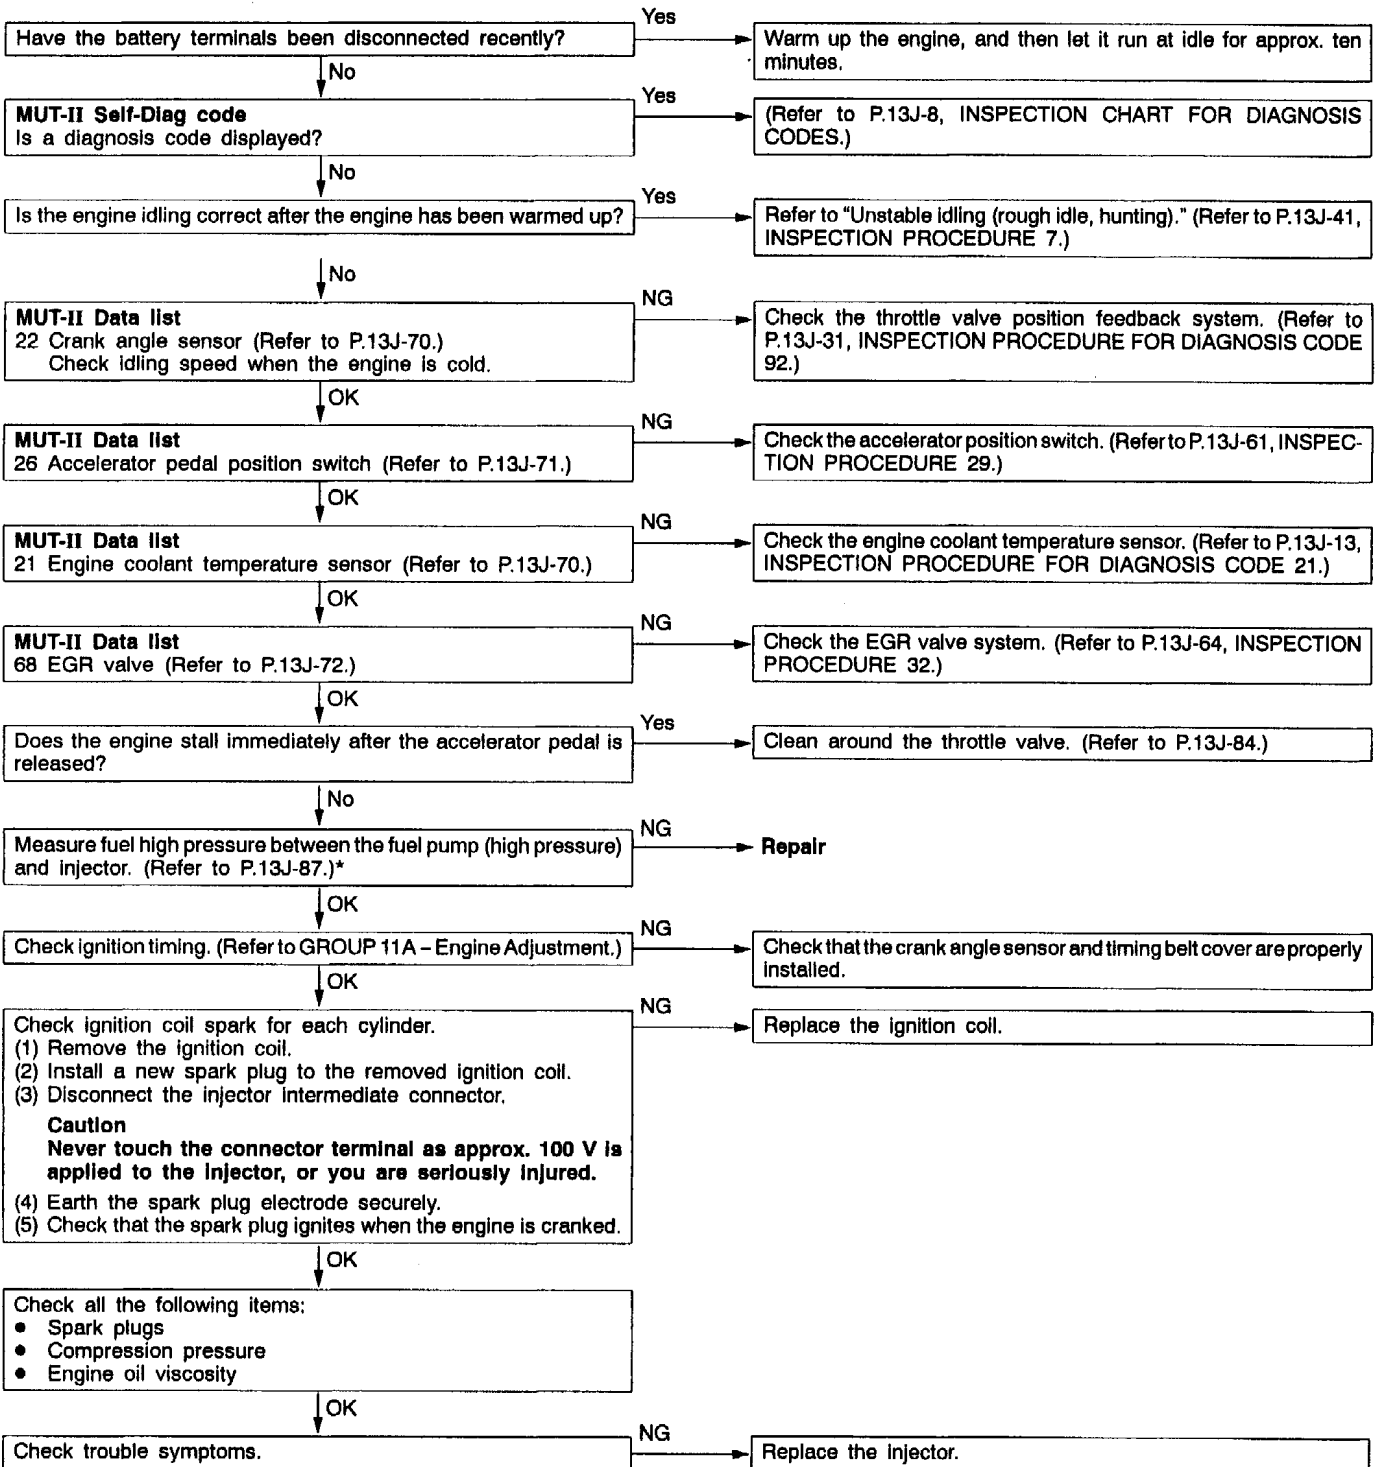 Have the battery terminals been disconnected recently?
Yes
Warm up the engine, and then let it run at idle for approx. ten
minutes.
No
MUT-II Self-Diag code
Is a diagnosis code displayed?
Yes
(Refer to P.13J-8, INSPECTION CHART FOR DIAGNOSIS
CODES.)
No
Is the engine idling correct after the engine has been warmed up?
Yes
Refer to "Unstable idling (rough idle, hunting)." (Refer to P.13J-41,
INSPECTION PROCEDURE 7.)
No
MUT-II Data list
22 Crank angle sensor (Refer to P.13J-70.)
Check idling speed when the engine is cold.
NG
Check the throttle valve position feedback system. (Refer to
P.13J-31, INSPECTION PROCEDURE FOR DIAGNOSIS CODE
92.)
OK
MUT-II Data list
26 Accelerator pedal position switch (Refer to P.13J-71.)
NG
Check the accelerator position switch. (Refer to P.13J-61, INSPEC-
TION PROCEDURE 29.)
OK
MUT-II Data list
21 Engine coolant temperature sensor (Refer to P.13J-70.)
NG
Check the engine coolant temperature sensor. (Refer to P.13J-13,
INSPECTION PROCEDURE FOR DIAGNOSIS CODE 21.)
OK
MUT-II Data list
68 EGR valve (Refer to P.13J-72.)
NG
Check the EGR valve system. (Refer to P.13J-64, INSPECTION
PROCEDURE 32.)
OK
Does the engine stall immediately after the accelerator pedal is
released?
Yes
Clean around the throttle valve. (Refer to P.13J-84.)
No
Measure fuel high pressure between the fuel pump (high pressure)
and injector. (Refer to P.13J-87.)*
NG
Repair
OK
Check ignition timing. (Refer to GROUP 11A – Engine Adjustment.)
NG
Check that the crank angle sensor and timing belt cover are properly
installed.
OK
Check ignition coil spark for each cylinder.
(1) Remove the ignition coil.
(2) Install a new spark plug to the removed ignition coil.
(3) Disconnect the injector intermediate connector.
Caution
Never touch the connector terminal as approx. 100 V is
applied to the injector, or you are seriously injured.
(4) Earth the spark plug electrode securely.
(5) Check that the spark plug ignites when the engine is cranked.
NG
Replace the ignition coil.
OK
Check all the following items:
● Spark plugs
● Compression pressure
● Engine oil viscosity
OK
Check trouble symptoms.
NG
Replace the injector.